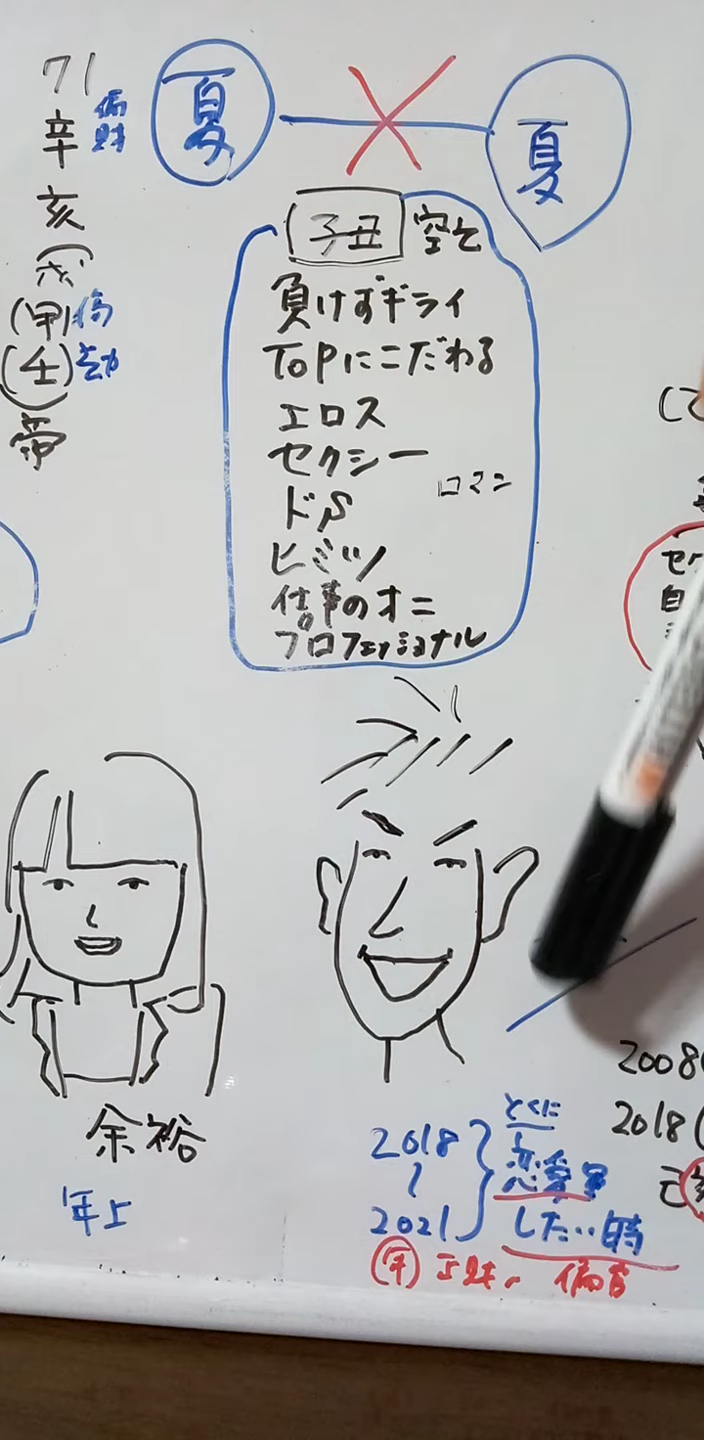 71
辛 偏財
亥
戊
(甲) 偏
(壬)
帝
夏
夏
子丑 空亡
負けずギライ
TOPにこだわる
エロス
セクシー
ロマン
ドS
ヒミツ
仕事のオニ
プロフェッショナル
余裕
年上
2018
〜
2021
とくに
恋愛
したい時
年 正財 偏官
2008(
2018(
己